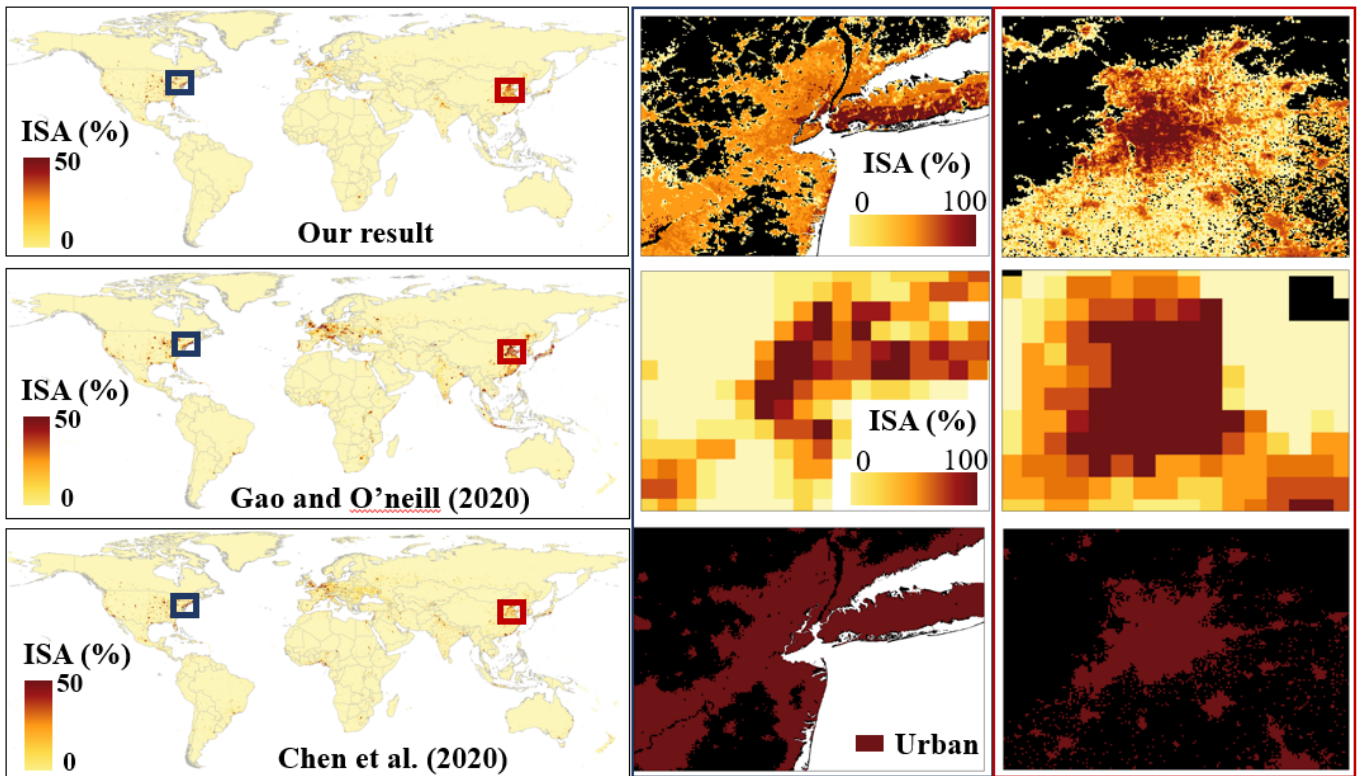 ISA (%)
50
0
Our result
ISA (%)
0 100
ISA (%)
50
0
Gao and O’neill (2020)
ISA (%)
0 100
ISA (%)
50
0
Chen et al. (2020)
Urban